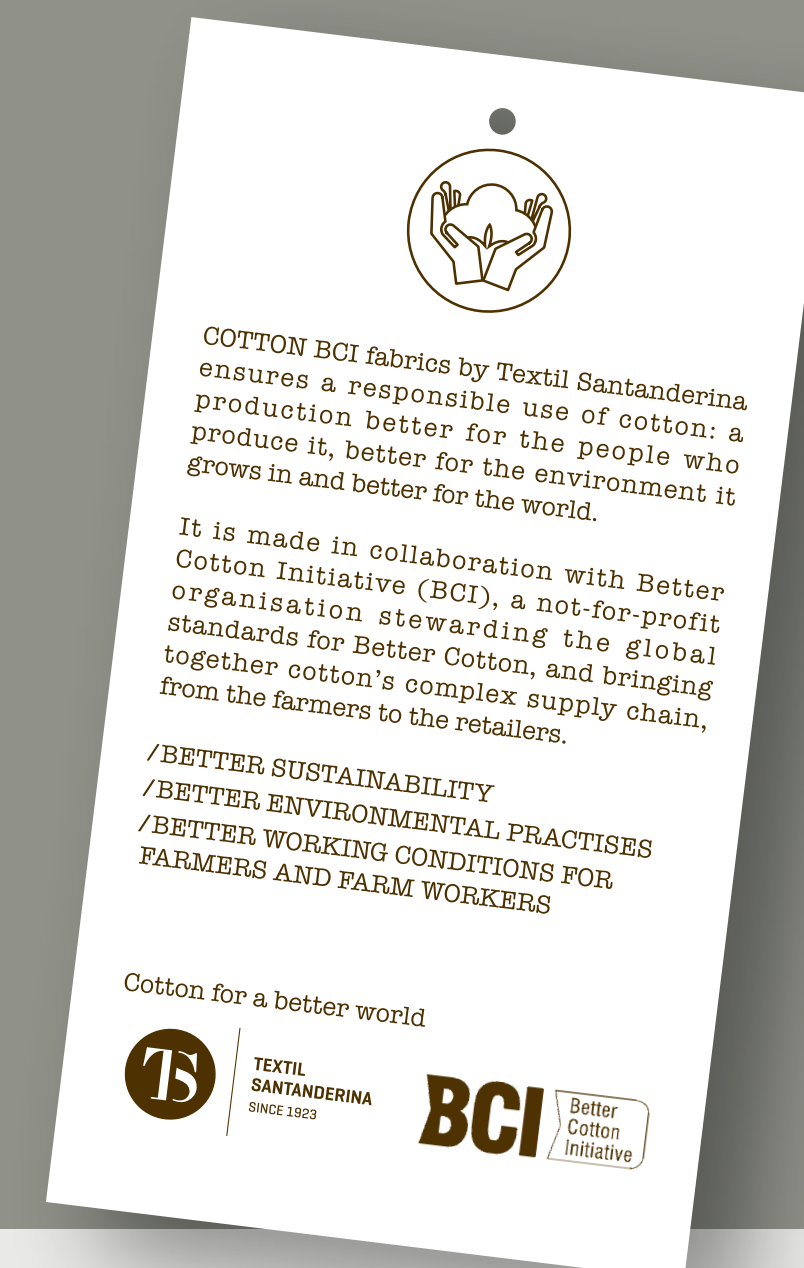 COTTON BCI fabrics by Textil Santanderina
ensures a responsible use of cotton: a
production better for the people who
produce it, better for the environment it
grows in and better for the world.
It is made in collaboration with Better
Cotton Initiative (BCI), a not-for-profit
organisation stewarding the global
standards for Better Cotton, and bringing
together cotton’s complex supply chain,
from the farmers to the retailers.
/BETTER SUSTAINABILITY
/BETTER ENVIRONMENTAL PRACTISES
/BETTER WORKING CONDITIONS FOR
FARMERS AND FARM WORKERS
Cotton for a better world
TS
TEXTIL
SANTANDERINA
SINCE 1923
BCI
Better
Cotton
Initiative